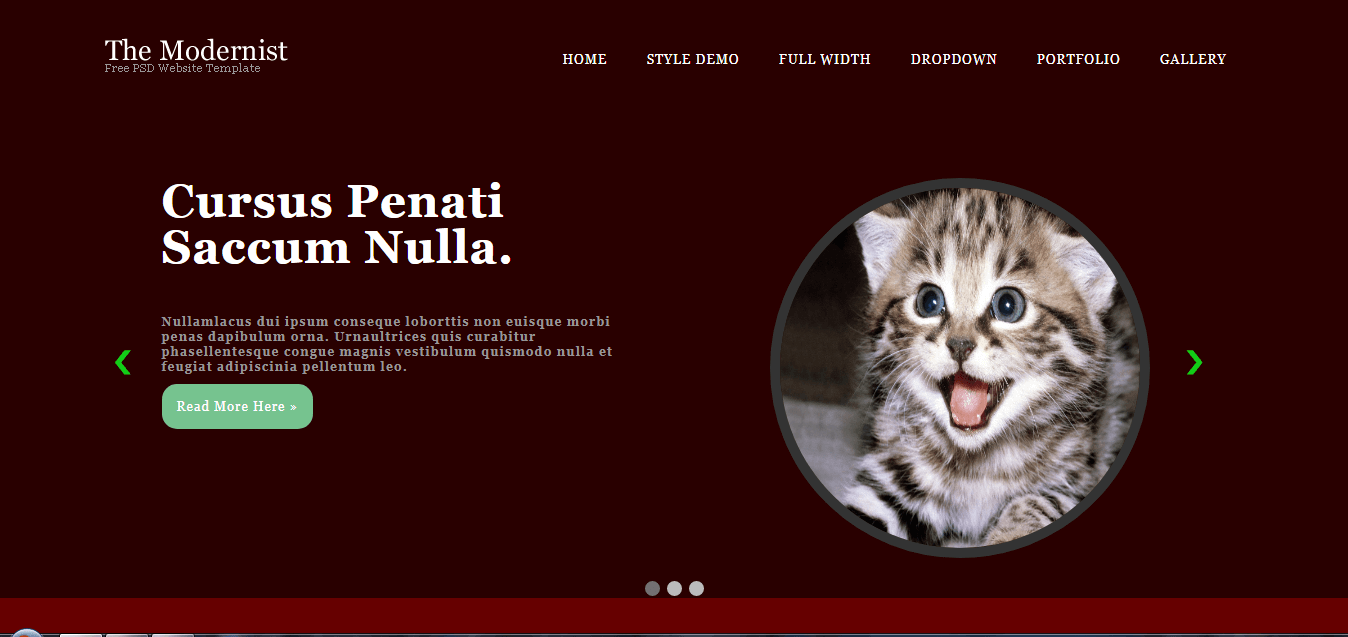 The Modernist
Free PSD Website Template
HOME STYLE DEMO FULL WIDTH DROPDOWN PORTFOLIO GALLERY
Cursus Penati
Saccum Nulla.
Nullamlacus dui ipsum conseque loborttis non euisque morbi
penas dapibulum orna. Urnaultrices quis curabitur
phasellentesque congue magnis vestibulum quismodo nulla et
feugiat adipiscinia pellentum leo.
Read More Here »